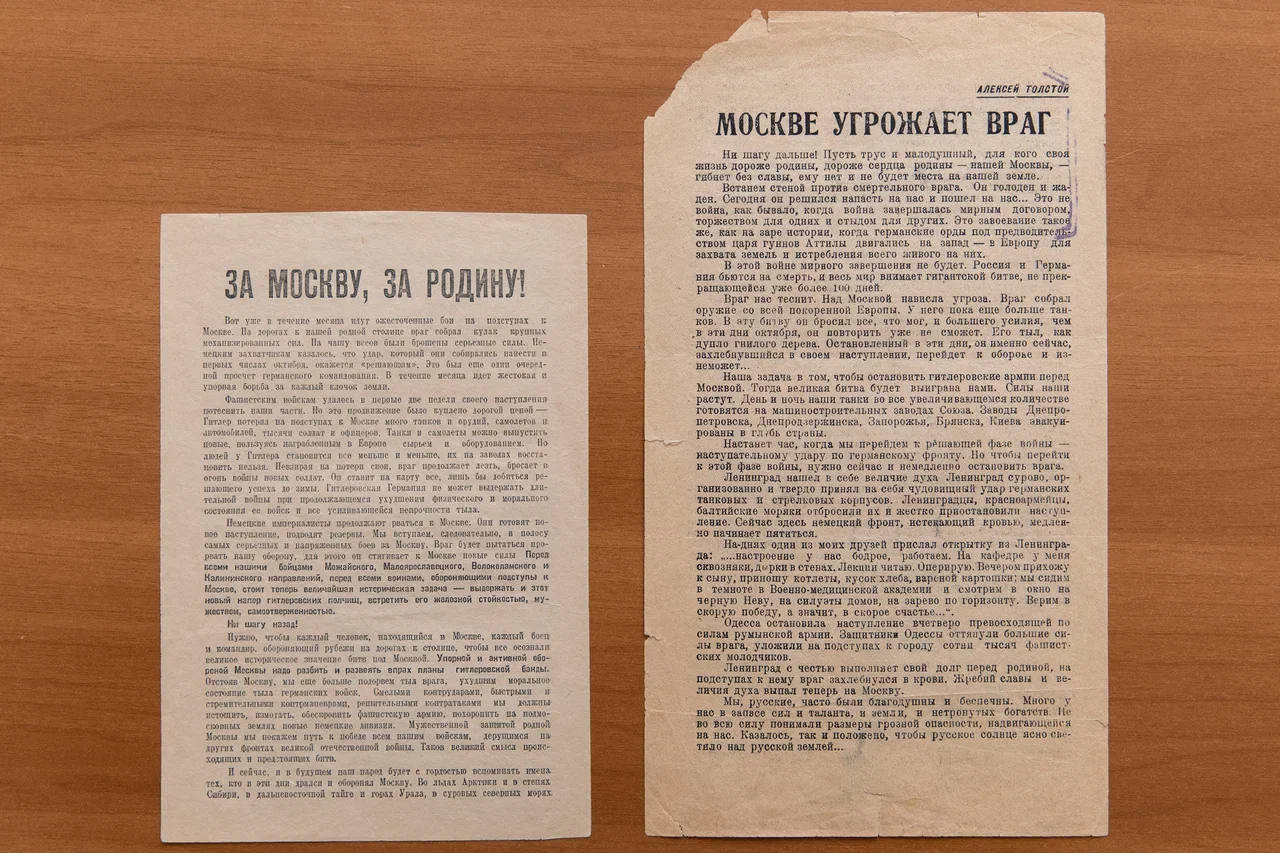 ЗА МОСКВУ, ЗА РОДИНУ!
Вот уже в течение месяца идут ожесточенные бои на подступах к
Москве. На дорогах к нашей родной столице враг собрал кулак крупных
механизированных сил. На чашу весов были брошены серьезные силы. Не-
мецким захватчикам казалось, что удар, который они собирались нанести в
первых числах октября, окажется «решающим». Это был еще один очеред-
ной просчет германского командования. В течение месяца идет жестокая и
упорная борьба за каждый клочок земли.
Фашистским войскам удалось в первые две недели своего наступления
потеснить наши части. Но это продвижение было куплено дорогой ценой—
Гитлер потерял на подступах к Москве много танков и орудий, самолетов и
автомобилей, тысячи солдат и офицеров. Танки и самолеты можно выпустить
новые, пользуясь награбленным в Европе сырьем и оборудованием. Но
людей у Гитлера становится все меньше и меньше, их на заводах восста-
новить нельзя. Невзирая на потери свои, враг продолжает лезть, бросает в
огонь войны новых солдат. Он ставит на карту все, лишь бы добиться ре-
шающего успеха до зимы. Гитлеровская Германия не может выдержать дли-
тельной войны при продолжающемся ухудшении физического и морального
состояния ее войск и все усиливающейся непрочности тыла.
Немецкие империалисты продолжают рваться к Москве. Они готовят но-
вое наступление, подводят резервы. Мы вступаем, следовательно, в полосу
самых серьезных и напряженных боев за Москву. Враг будет пытаться про-
рвать нашу оборону, для этого он стягивает к Москве новые силы Перед
всеми нашими бойцами Можайского, Малоярославецкого, Волоколамского и
Калининского направлений, перед всеми воинами, обороняющими подступы к
Москве, стоит теперь величайшая историческая задача — выдержать и этот
новый напор гитлеровских полчищ, встретить его железной стойкостью, му-
жеством, самоотверженностью.
Ни шагу назад!
Нужно, чтобы каждый человек, находящийся в Москве, каждый боец
и командир, обороняющий рубежи на дорогах к столице, чтобы все осознали
великое историческое значение битв под Москвой. Упорной и активной обо-
роной Москвы надо разбить и развеять впрах планы гитлеровской банды.
Отстояв Москву, мы еще больше подорвем тыл врага, ухудшим моральное
состояние тыла германских войск. Смелыми контрударами, быстрыми и
стремительными контрманеврами, решительными контратаками мы должны
истощить, измотать, обескровить фашистскую армию, похоронить на подмо-
сковных землях новые немецкие дивизии. Мужественной защитой родной
Москвы мы покажем путь к победе всем нашим войскам, дерущимся на
других фронтах великой отечественной войны. Таков великий смысл проис-
ходящих и предстоящих битв.
И сейчас, и в будущем наш народ будет с гордостью вспоминать имена
тех, кто в эти дни дрался и оборонял Москву. Во льдах Арктики и в степях
Сибири, в дальневосточной тайге и горах Урала, в суровых северных морях
АЛЕКСЕЙ ТОЛСТОЙ
МОСКВЕ УГРОЖАЕТ ВРАГ
Ни шагу дальше! Пусть трус и малодушный, для кого своя
жизнь дороже родины, дороже сердца родины — нашей Москвы, —
гибнет без славы, ему нет и не будет места на нашей земле.
Встанем стеной против смертельного врага. Он голоден и жа-
ден. Сегодня он решился напасть на нас и пошел на нас... Это не
война, как бывало, когда война завершалась мирным договором,
торжеством для одних и стыдом для других. Это завоевание такое
же, как на заре истории, когда германские орды под предводитель-
ством царя гуннов Аттилы двигались на запад — в Европу для
захвата земель и истребления всего живого на них.
В этой войне мирного завершения не будет. Россия и Герма-
ния бьются на смерть, и весь мир внимает гигантской битве, не пре-
кращающейся уже более 100 дней.
Враг нас теснит. Над Москвой нависла угроза. Враг собрал
оружие со всей покоренной Европы. У него пока еще больше тан-
ков. В эту битву он бросил все, что мог, и большего усилия, чем
в эти дни октября, он повторить уже не сможет. Его тыл, как
дупло гнилого дерева. Остановленный в эти дни, он именно сейчас,
захлебнувшийся в своем наступлении, перейдет к обороне и из-
неможет...
Наша задача в том, чтобы остановить гитлеровские армии перед
Москвой. Тогда великая битва будет выиграна нами. Силы наши
растут. День и ночь наши танки во все увеличивающемся количестве
готовятся на машиностроительных заводах Союза. Заводы Днепро-
петровска, Днепродзержинска, Запорожья, Брянска, Киева эвакуи-
рованы в глубь страны.
Настанет час, когда мы перейдем к решающей фазе войны —
наступательному удару по германскому фронту. Но чтобы перейти
к этой фазе войны, нужно сейчас и немедленно остановить врага.
Ленинград нашел в себе величие духа Ленинград сурово, ор-
ганизованно и твердо принял на себя чудовищный удар германских
танковых и стрелковых корпусов. Ленинградцы, красноармейцы,
балтийские моряки отбросили их и жестко приостановили наступ-
ление. Сейчас здесь немецкий фронт, истекающий кровью, медлен-
но начинает пятиться.
На-днях один из моих друзей прислал открытку из Ленингра-
да: „...настроение у нас бодрое, работаем. На кафедре у меня
сквозняки, дырки в стенах. Лекции читаю. Оперирую. Вечером прихожу
к сыну, приношу котлеты, кусок хлеба, вареной картошки; мы сидим
в темноте в Военно-медицинской академии и смотрим в окно на
черную Неву, на силуэты домов, на зарево по горизонту. Верим в
скорую победу, а значит, в скорое счастье...“.
Одесса остановила наступление вчетверо превосходящей по
силам румынской армии. Защитники Одессы оттянули большие си-
лы врага, уложили на подступах к городу сотни тысяч фашист-
ских молодчиков.
Ленинград с честью выполняет свой долг перед родиной, на
подступах к нему враг захлебнулся в крови. Жребий славы и ве-
личия духа выпал теперь на Москву.
Мы, русские, часто были благодушны и беспечны. Много у
нас в запасе сил и таланта, и земли, и нетронутых богатств. Не
во всю силу понимали размеры грозной опасности, надвигающейся
на нас. Казалось, так и положено, чтобы русское солнце ясно све-
тило над русской землей...